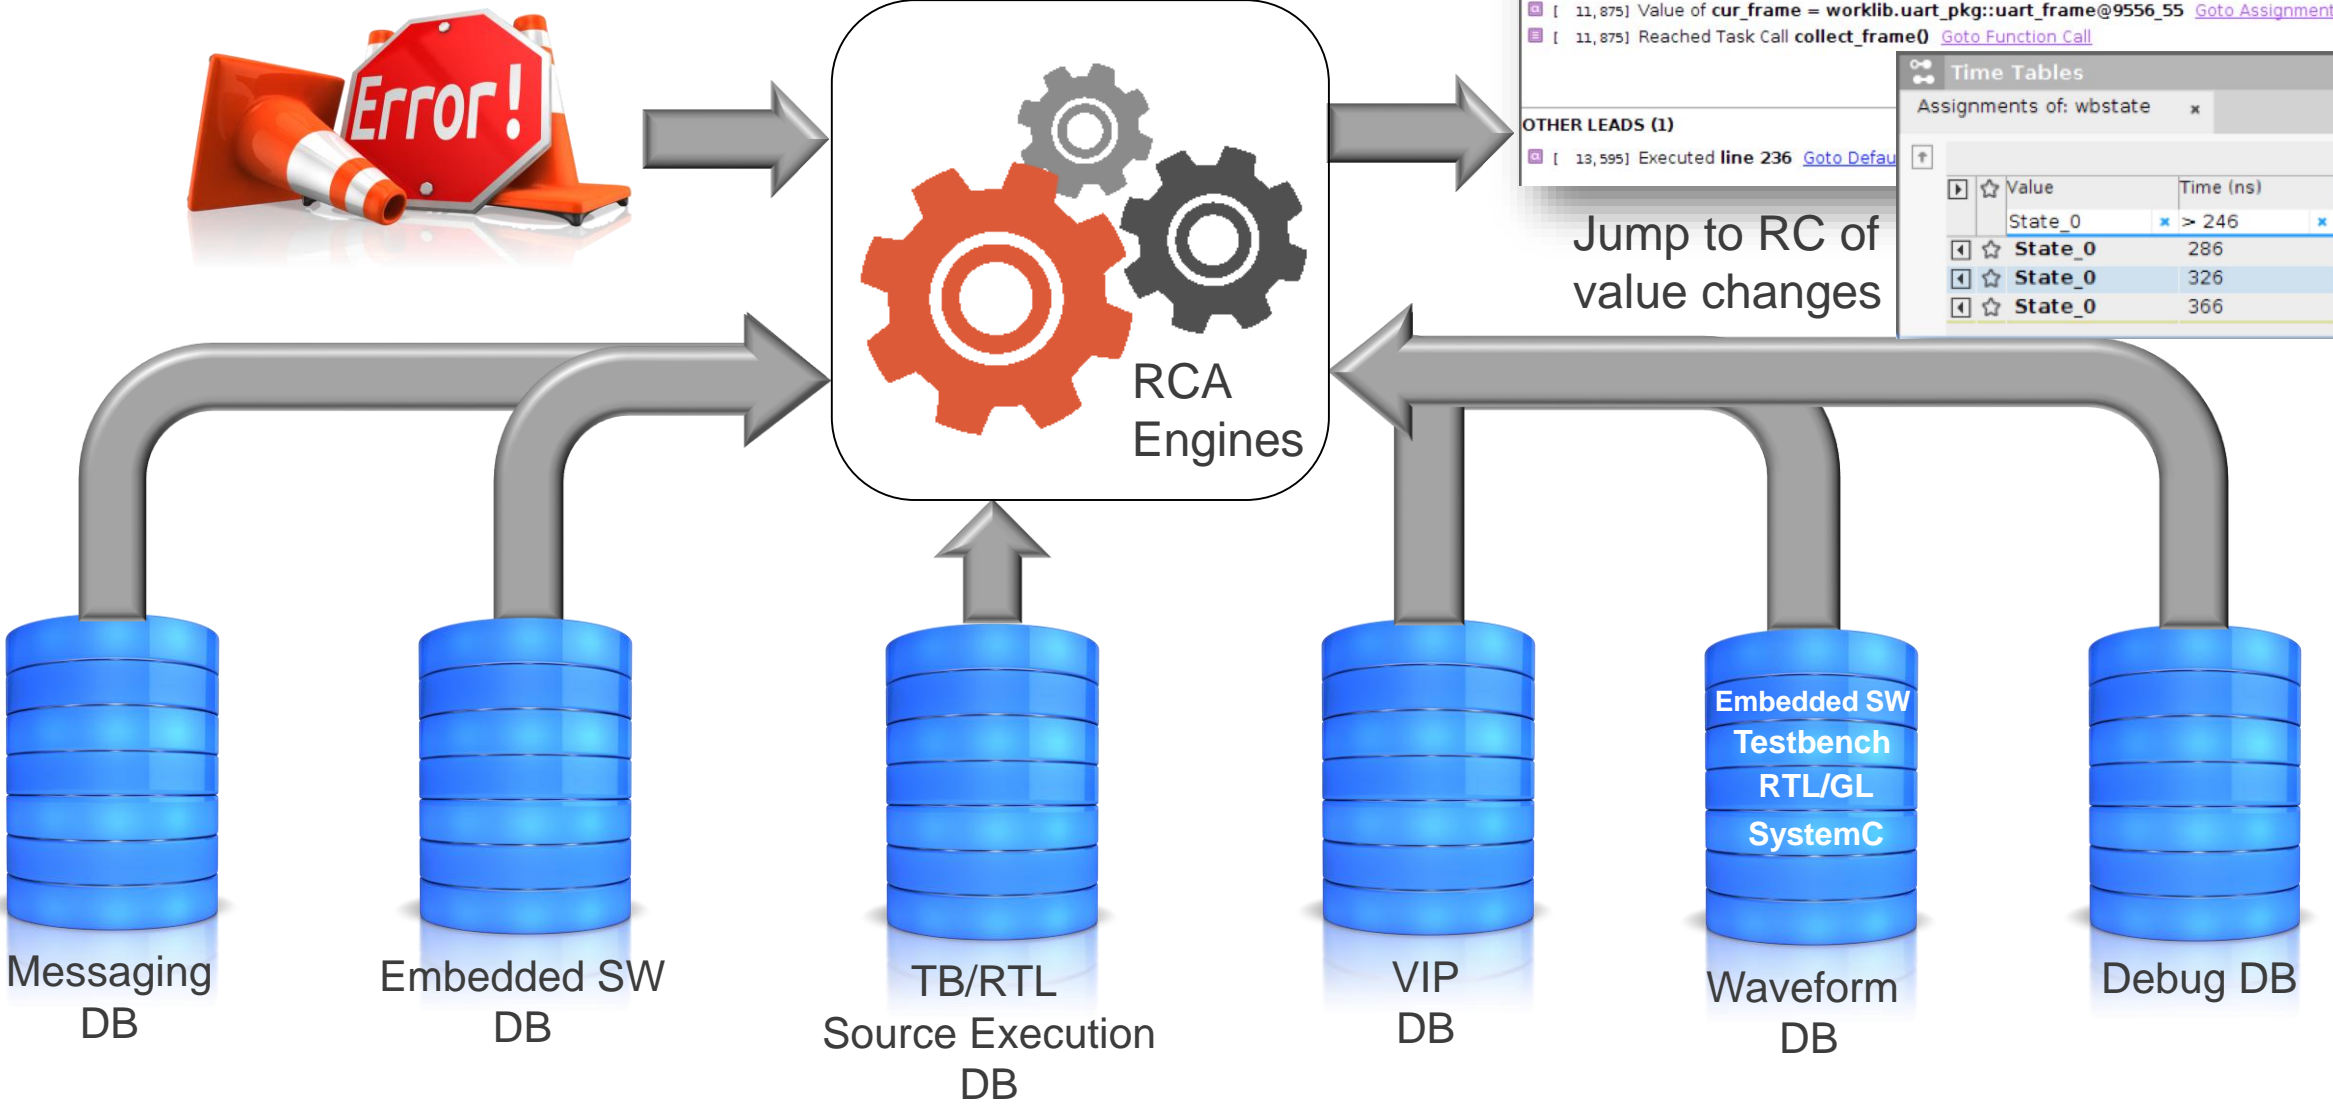 Error!
[ 11,875] Value of cur_frame = worklib.uart_pkg::uart_frame@9556_55 Goto Assignment
[ 11,875] Reached Task Call collect_frame() Goto Function Call
OTHER LEADS (1)
[ 13,595] Executed line 236 Goto Defau
Time Tables
Assignments of: wbstate ×
Value Time (ns)
State_0 × > 246 ×
State_0 286
State_0 326
State_0 366
Jump to RC of
value changes
RCA
Engines
Embedded SW
Testbench
RTL/GL
SystemC
Messaging
DB
Embedded SW
DB
TB/RTL
Source Execution
DB
VIP
DB
Waveform
DB
Debug DB